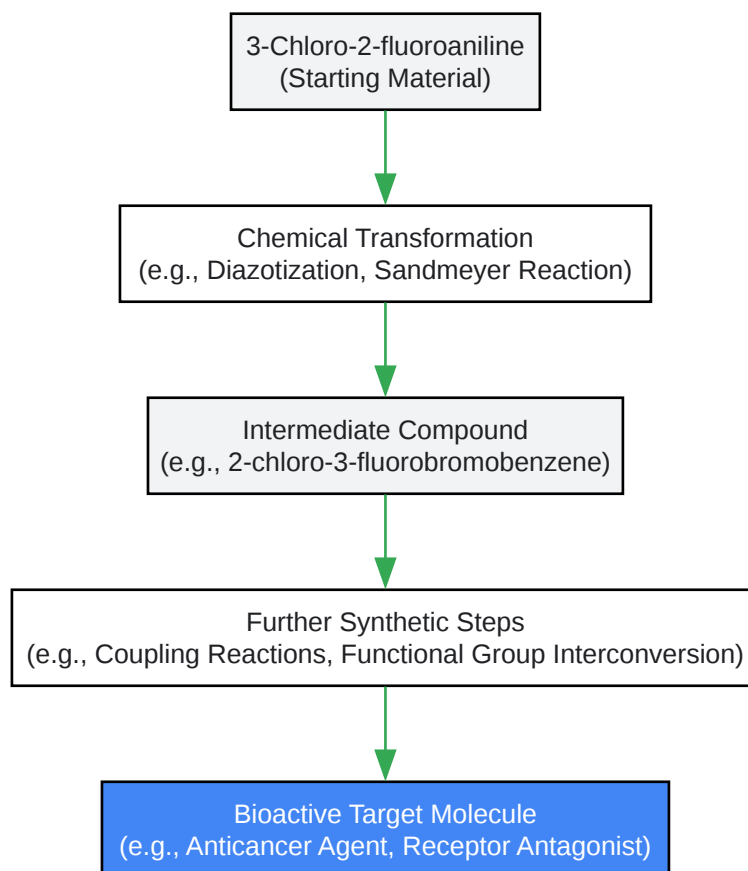 3-Chloro-2-fluoroaniline
(Starting Material)
Chemical Transformation
(e.g., Diazotization, Sandmeyer Reaction)
Intermediate Compound
(e.g., 2-chloro-3-fluorobromobenzene)
Further Synthetic Steps
(e.g., Coupling Reactions, Functional Group Interconversion)
Bioactive Target Molecule
(e.g., Anticancer Agent, Receptor Antagonist)